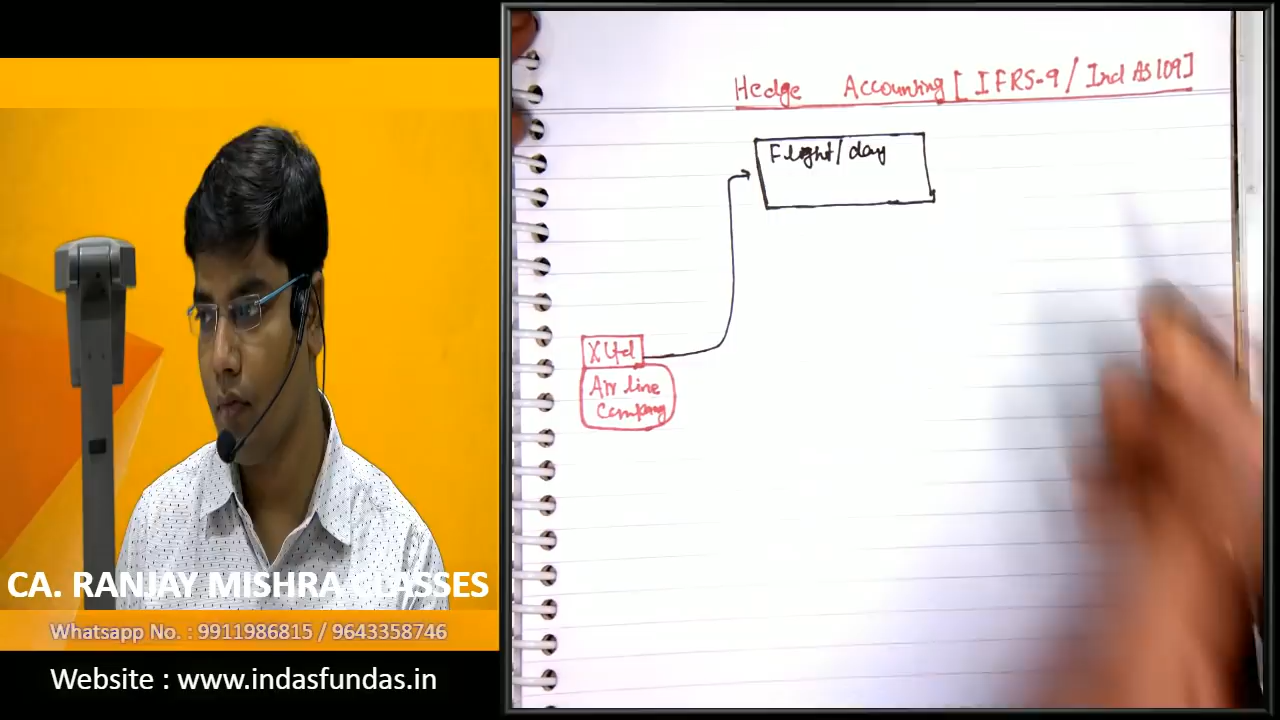 Hedge Accounting [ IFRS-9 / Ind AS 109]
Flight/day
X Ltd
Air line
Company
CA. RANJAY MISHRA CLASSES
Whatsapp No. : 9911986815 / 9643358746
Website : www.indasfundas.in